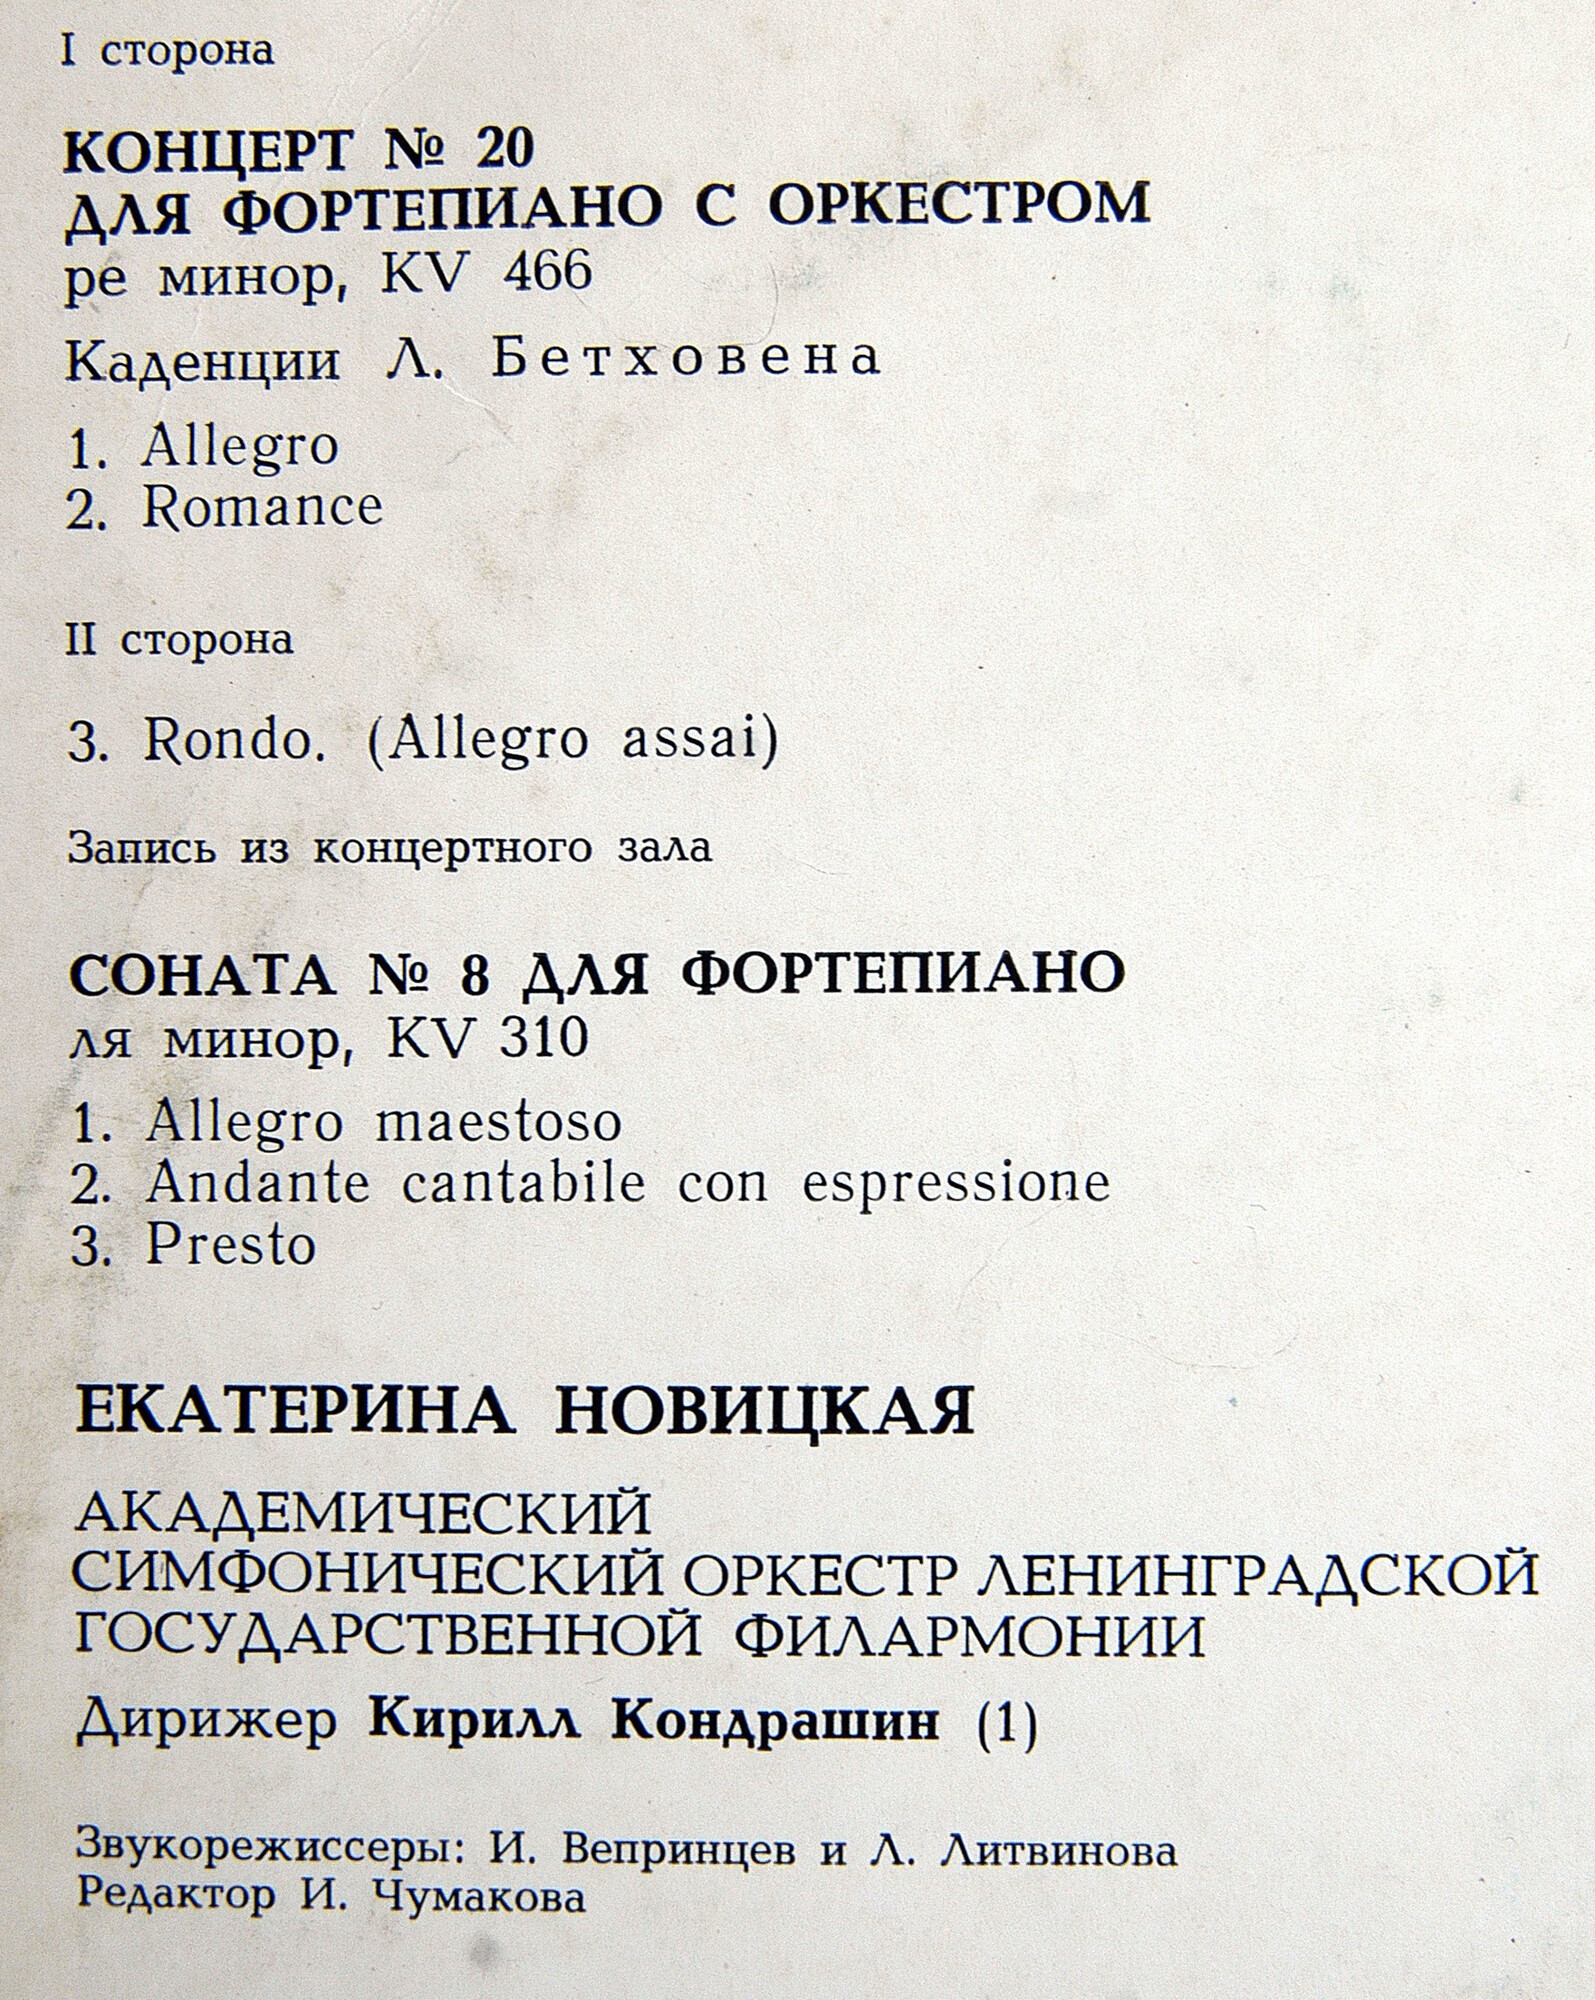 I сторона
КОНЦЕРТ № 20
ДЛЯ ФОРТЕПИАНО С ОРКЕСТРОМ
ре минор, KV 466
Каденции Л. Бетховена
1. Allegro
2. Romance
II сторона
3. Rondo. (Allegro assai)
Запись из концертного зала
СОНАТА № 8 ДЛЯ ФОРТЕПИАНО
ля минор, KV 310
1. Allegro maestoso
2. Andante cantabile con espressione
3. Presto
ЕКАТЕРИНА НОВИЦКАЯ
АКАДЕМИЧЕСКИЙ
СИМФОНИЧЕСКИЙ ОРКЕСТР ЛЕНИНГРАДСКОЙ
ГОСУДАРСТВЕННОЙ ФИЛАРМОНИИ
Дирижер Кирилл Кондрашин (1)
Звукорежиссеры: И. Вепринцев и Л. Литвинова
Редактор И. Чумакова